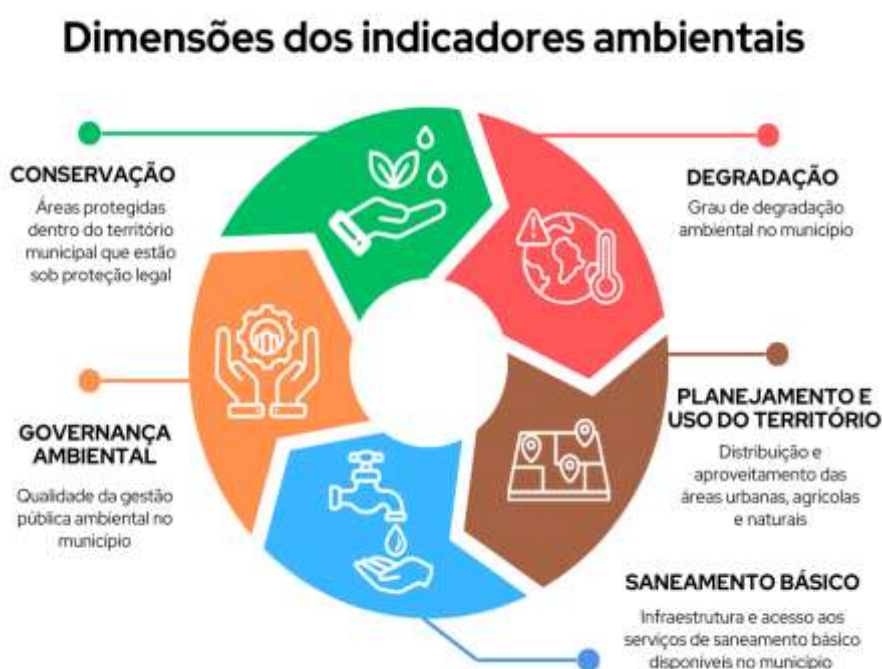 Dimensões dos indicadores ambientais
CONSERVAÇÃO
Áreas protegidas
dentro do território
municipal que estão
sob proteção legal
DEGRADAÇÃO
Grau de degradação
ambiental no município
GOVERNANÇA
AMBIENTAL
Qualidade da gestão
pública ambiental no
município
PLANEJAMENTO E
USO DO TERRITÓRIO
Distribuição e
aproveitamento das
áreas urbanas, agrícolas
e naturais
SANEAMENTO BÁSICO
Infraestrutura e acesso aos
serviços de saneamento básico
disponíveis no município